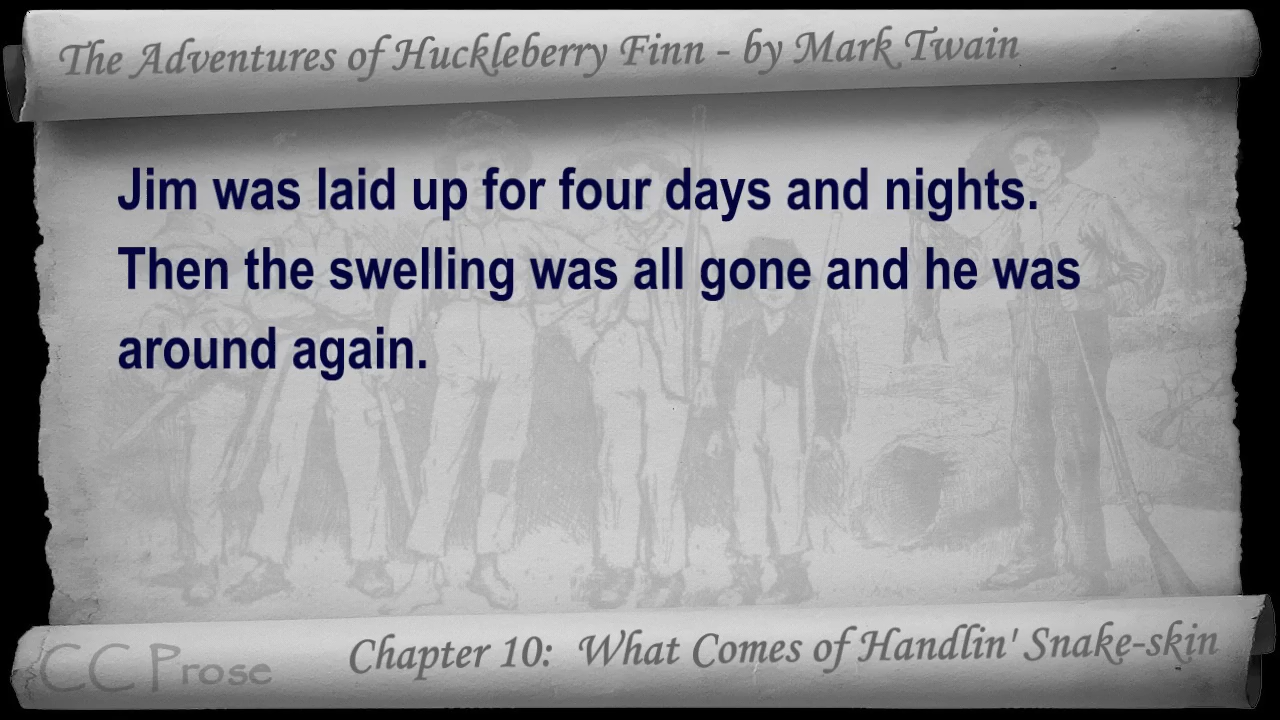 The Adventures of Huckleberry Finn - by Mark Twain
Jim was laid up for four days and nights.
Then the swelling was all gone and he was
around again.
CC Prose
Chapter 10: What Comes of Handlin' Snake-skin